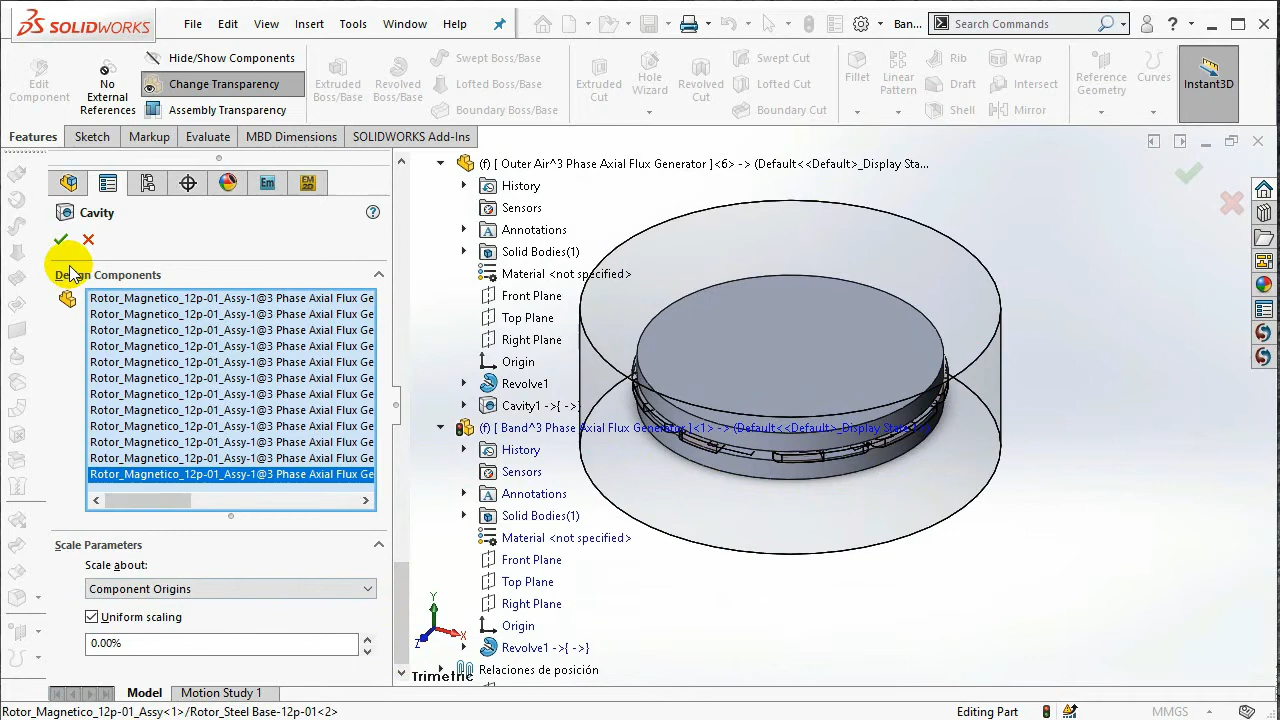 SOLIDWORKS
File Edit View Insert Tools Window Help
Ban...
Search Commands
Edit Component
No External References
Hide/Show Components
Change Transparency
Assembly Transparency
Extruded Boss/Base
Revolved Boss/Base
Swept Boss/Base
Lofted Boss/Base
Boundary Boss/Base
Extruded Cut
Hole Wizard
Revolved Cut
Swept Cut
Lofted Cut
Boundary Cut
Fillet
Linear Pattern
Rib
Draft
Shell
Wrap
Intersect
Mirror
Reference Geometry
Curves
Instant3D
Features Sketch Markup Evaluate MBD Dimensions SOLIDWORKS Add-Ins
Cavity
Design Components
Rotor_Magnetico_12p-01_Assy-1@3 Phase Axial Flux Ge
Rotor_Magnetico_12p-01_Assy-1@3 Phase Axial Flux Ge
Rotor_Magnetico_12p-01_Assy-1@3 Phase Axial Flux Ge
Rotor_Magnetico_12p-01_Assy-1@3 Phase Axial Flux Ge
Rotor_Magnetico_12p-01_Assy-1@3 Phase Axial Flux Ge
Rotor_Magnetico_12p-01_Assy-1@3 Phase Axial Flux Ge
Rotor_Magnetico_12p-01_Assy-1@3 Phase Axial Flux Ge
Rotor_Magnetico_12p-01_Assy-1@3 Phase Axial Flux Ge
Rotor_Magnetico_12p-01_Assy-1@3 Phase Axial Flux Ge
Rotor_Magnetico_12p-01_Assy-1@3 Phase Axial Flux Ge
Rotor_Magnetico_12p-01_Assy-1@3 Phase Axial Flux Ge
Rotor_Magnetico_12p-01_Assy-1@3 Phase Axial Flux Ge
Scale Parameters
Scale about:
Component Origins
Uniform scaling
0.00%
(f) [ Outer Air^3 Phase Axial Flux Generator ]<6> -> (Default<<Default>_Display Sta...
History
Sensors
Annotations
Solid Bodies(1)
Material <not specified>
Front Plane
Top Plane
Right Plane
Origin
Revolve1
Cavity1 ->{ ->}
(f) [ Band^3 Phase Axial Flux Generator ]<1> -> (Default<<Default>_Display State 1
History
Sensors
Annotations
Solid Bodies(1)
Material <not specified>
Front Plane
Top Plane
Right Plane
Origin
Revolve1 ->{ ->}
Relaciones de posición
Y
X
Z
Trimetric
Model Motion Study 1
Rotor_Magnetico_12p-01_Assy<1>/Rotor_Steel Base-12p-01<2>
Editing Part
MMGS